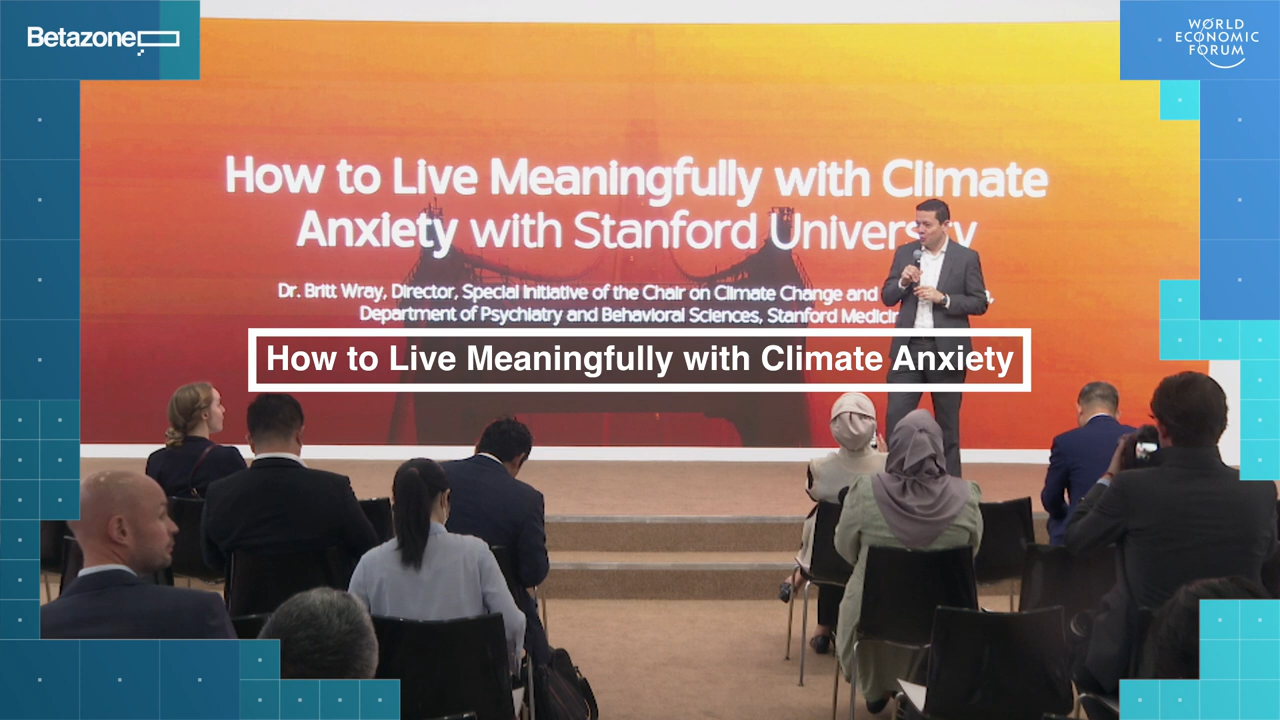 Betazone
WORLD
ECONOMIC
FORUM
How to Live Meaningfully with Climate
Anxiety with Stanford University
Dr. Britt Wray, Director, Special Initiative of the Chair on Climate Change and
Department of Psychiatry and Behavioral Sciences, Stanford Medicin
How to Live Meaningfully with Climate Anxiety